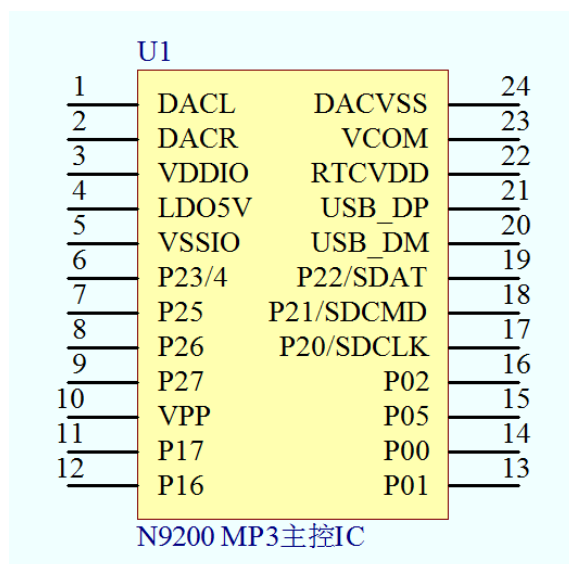 U1
1 DACL DACVSS 24
2 DACR VCOM 23
3 VDDIO RTCVDD 22
4 LDO5V USB_DP 21
5 VSSIO USB_DM 20
6 P23/4 P22/SDAT 19
7 P25 P21/SDCMD 18
8 P26 P20/SDCLK 17
9 P27 P02 16
10 VPP P05 15
11 P17 P00 14
12 P16 P01 13
N9200 MP3主控IC